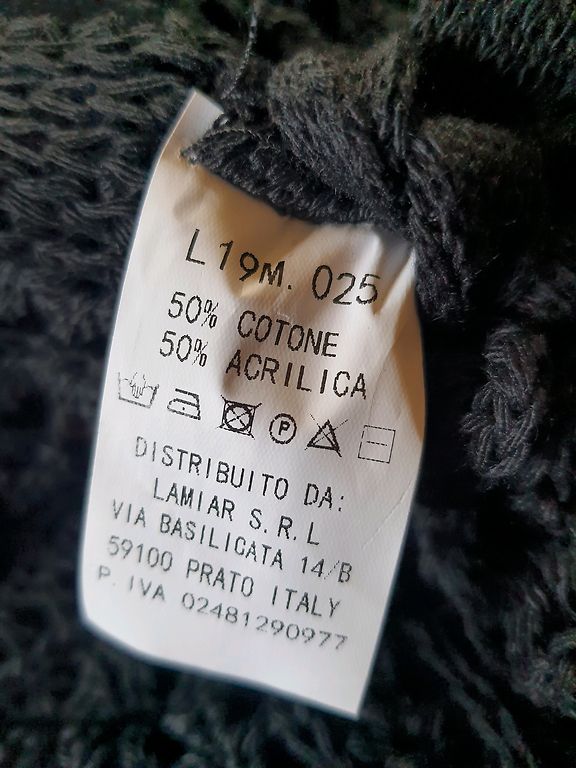 L19M. 025
50% COTONE
50% ACRILICA
P
DISTRIBUITO DA:
LAMIAR S.R.L
VIA BASILICATA 14/B
59100 PRATO ITALY
P. IVA 02481290977